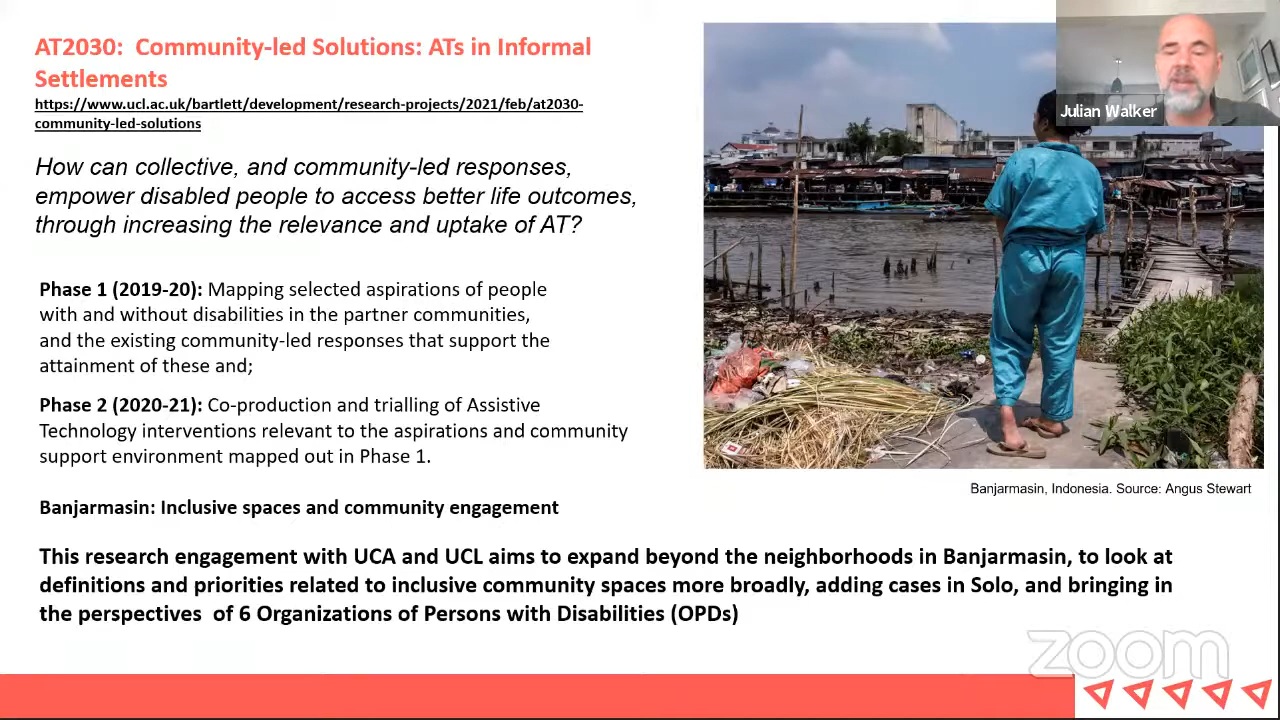 AT2030:  Community-led Solutions: ATs in Informal
Settlements
https://www.ucl.ac.uk/bartlett/development/research-projects/2021/feb/at2030-
community-led-solutions
How can collective, and community-led responses,
empower disabled people to access better life outcomes,
through increasing the relevance and uptake of AT?
Phase 1 (2019-20): Mapping selected aspirations of people
with and without disabilities in the partner communities,
and the existing community-led responses that support the
attainment of these and;
Phase 2 (2020-21): Co-production and trialling of Assistive
Technology interventions relevant to the aspirations and community
support environment mapped out in Phase 1.
Banjarmasin: Inclusive spaces and community engagement
This research engagement with UCA and UCL aims to expand beyond the neighborhoods in Banjarmasin, to look at
definitions and priorities related to inclusive community spaces more broadly, adding cases in Solo, and bringing in
the perspectives  of 6 Organizations of Persons with Disabilities (OPDs)
Julian Walker
Banjarmasin, Indonesia. Source: Angus Stewart
zoom